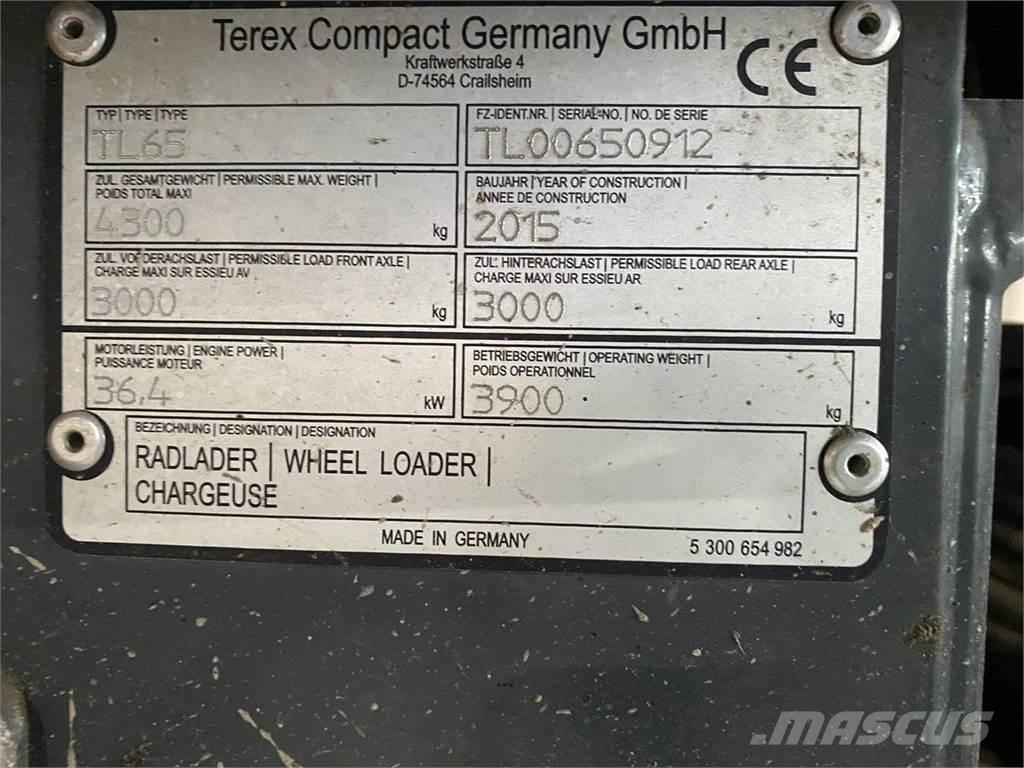 Terex Compact Germany GmbH
Kraftwerkstraße 4
D-74564 Crailsheim
CE
TYP | TYPE | TYPE
TL65
FZ-IDENT.NR. | SERIAL-NO. | NO. DE SERIE
TL00650912
ZUL. GESAMTGEWICHT | PERMISSIBLE MAX. WEIGHT |
POIDS TOTAL MAXI
4300 kg
BAUJAHR | YEAR OF CONSTRUCTION |
ANNEE DE CONSTRUCTION
2015
ZUL. VORDERACHSLAST | PERMISSIBLE LOAD FRONT AXLE |
CHARGE MAXI SUR ESSIEU AV
3000 kg
ZUL. HINTERACHSLAST | PERMISSIBLE LOAD REAR AXLE |
CHARGE MAXI SUR ESSIEU AR
3000 kg
MOTORLEISTUNG | ENGINE POWER |
PUISSANCE MOTEUR
36,4 kW
BETRIEBSGEWICHT | OPERATING WEIGHT |
POIDS OPERATIONNEL
3900 kg
BEZEICHNUNG | DESIGNATION | DESIGNATION
RADLADER | WHEEL LOADER |
CHARGEUSE
MADE IN GERMANY
5 300 654 982
MASCUS